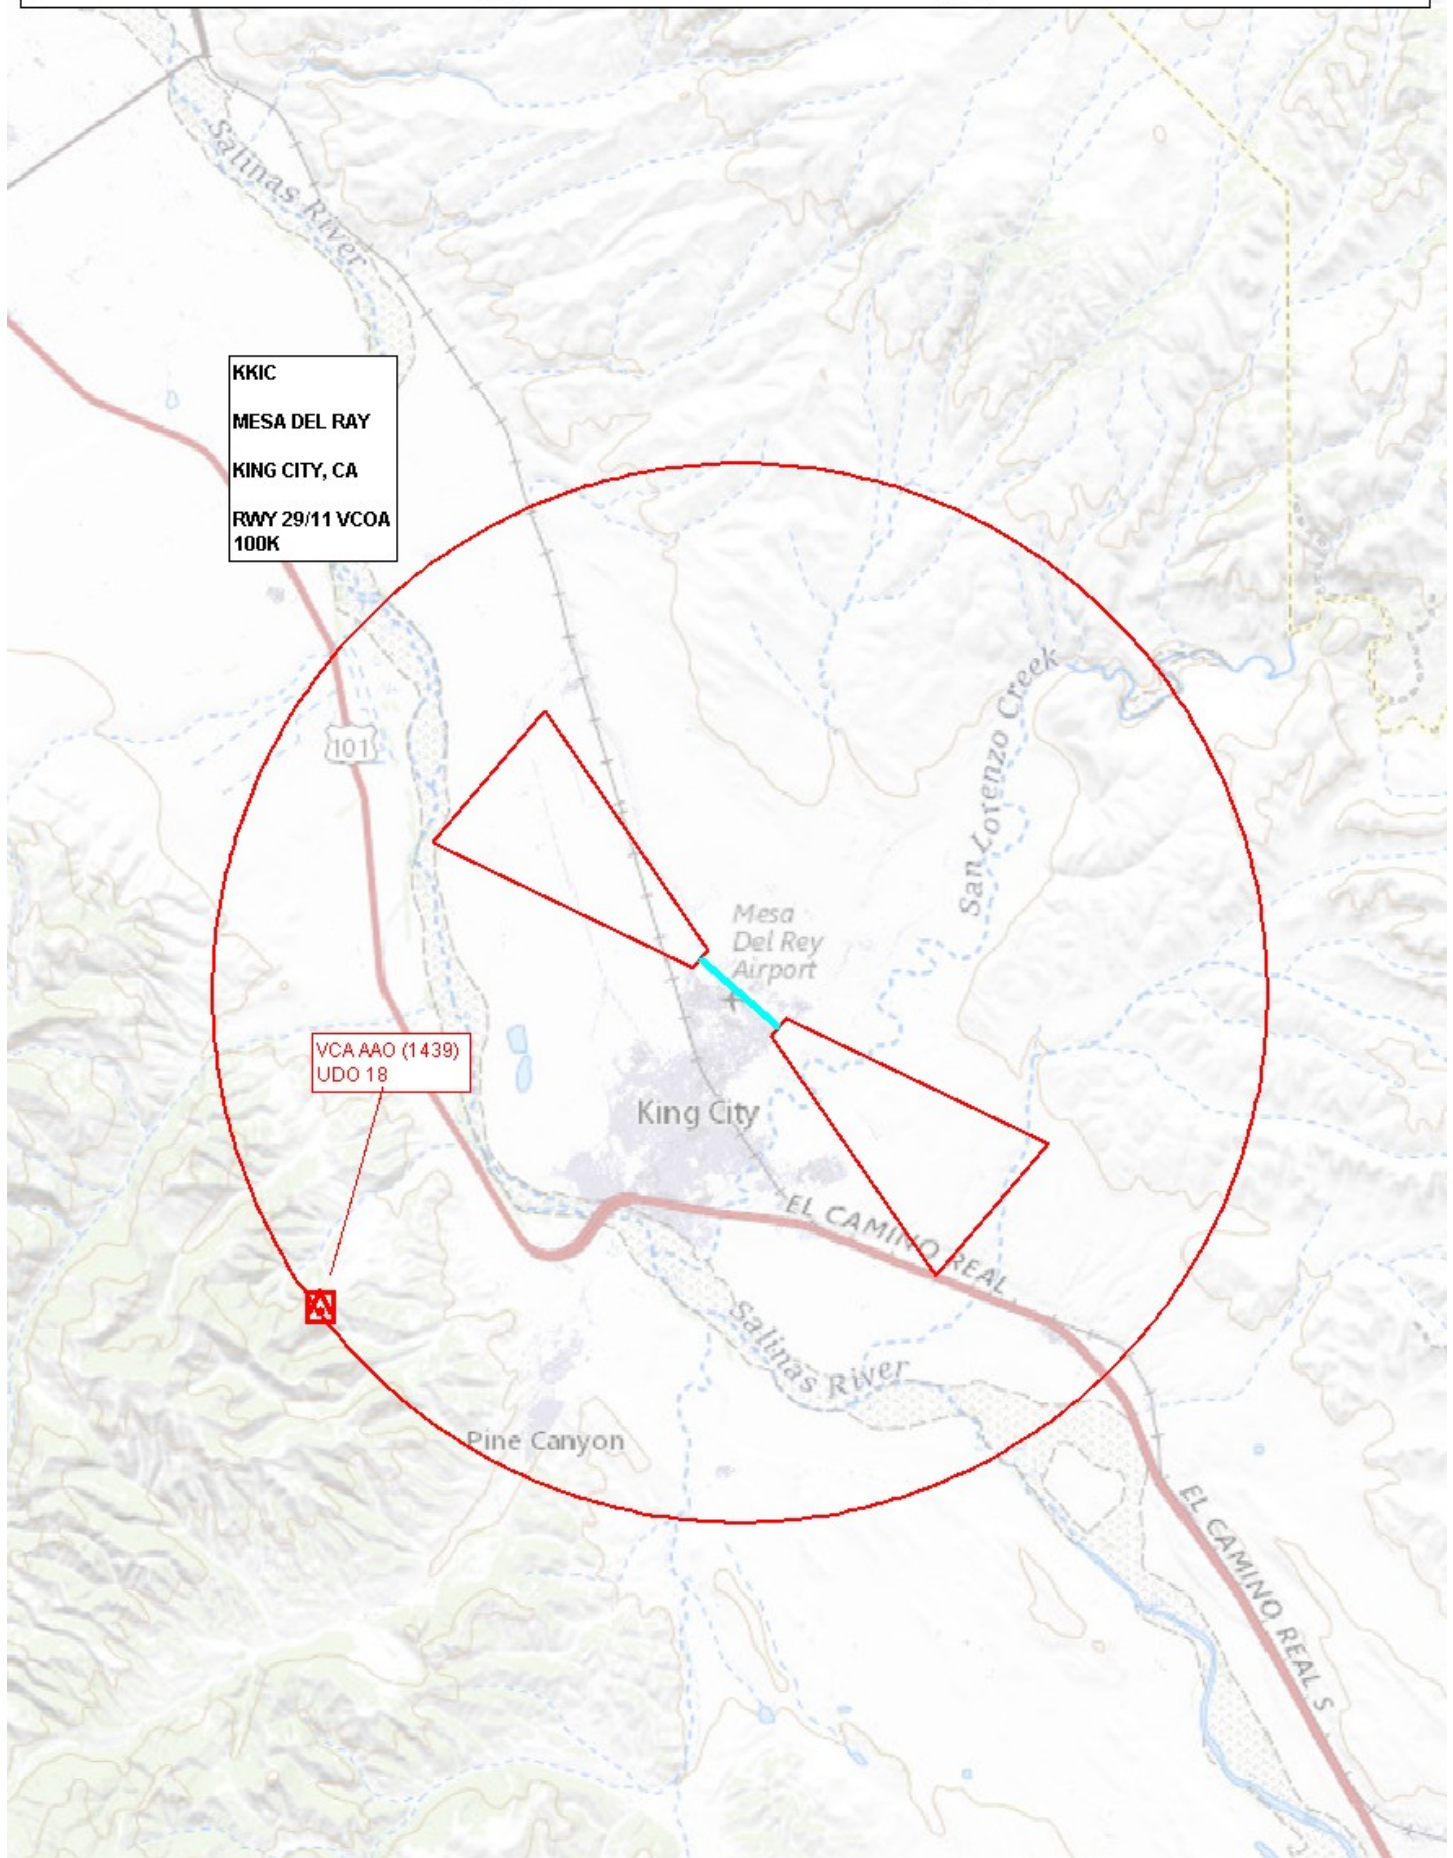 Salinas River
KKIC
MESA DEL RAY
KING CITY, CA
RWY 29/11 VCOA
100K
San Lorenzo Creek
101
Mesa
Del Rey
Airport
VCA AAO (1439)
UDO 18
King City
EL CAMINO REAL
Salinas River
Pine Canyon
EL CAMINO REAL S